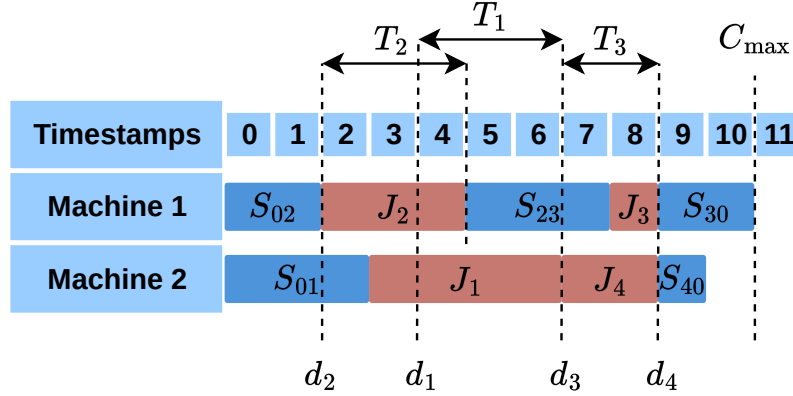 T₁
T₂ T₃ Cmax
Timestamps 0 1 2 3 4 5 6 7 8 9 10 11
Machine 1 S₀₂ J₂ S₂₃ J₃ S₃₀
Machine 2 S₀₁ J₁ J₄ S₄₀
d₂ d₁ d₃ d₄